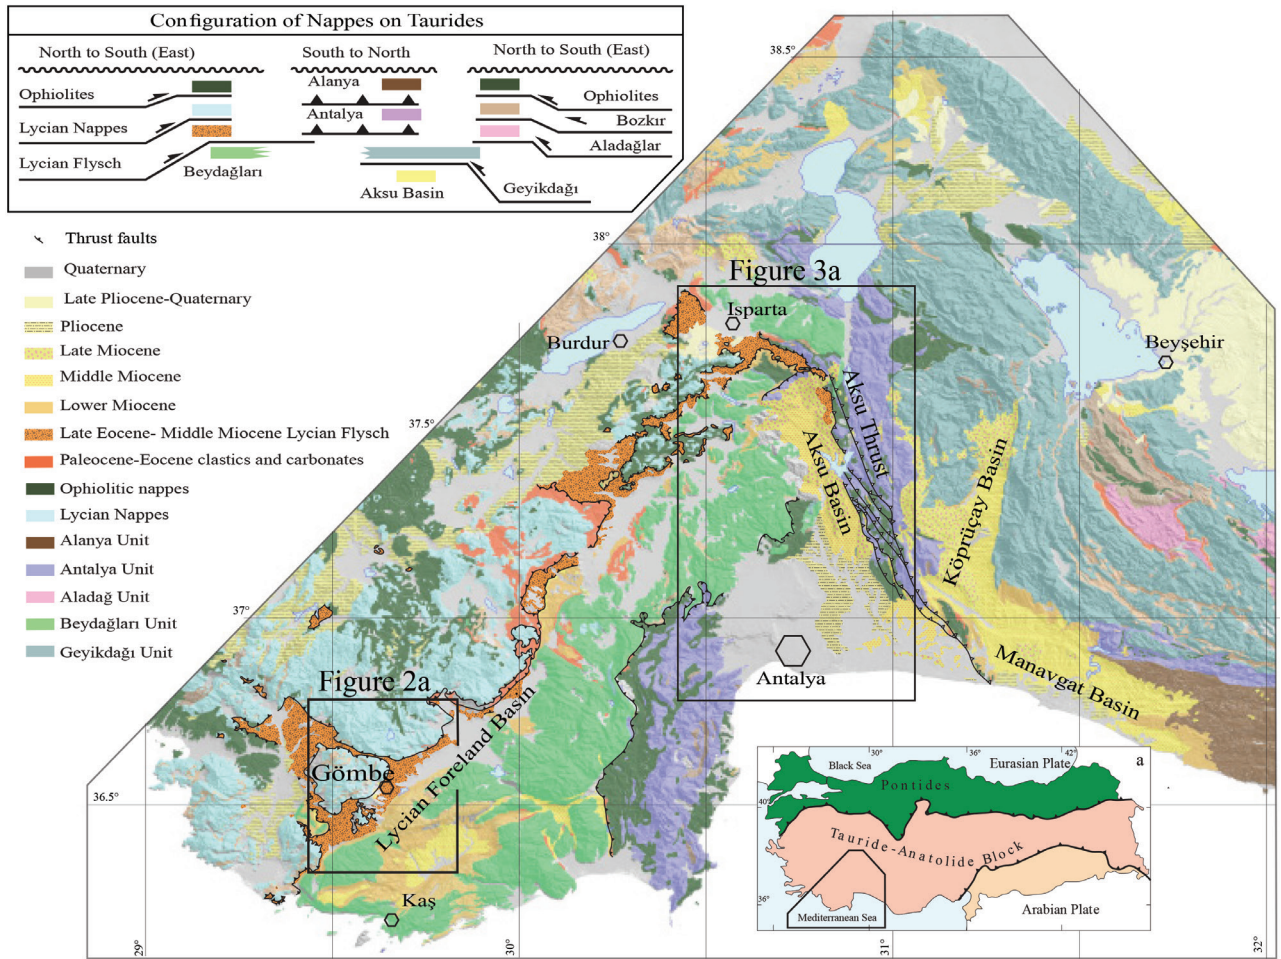 Configuration of Nappes on Taurides
North to South (East)
South to North
North to South (East)
Ophiolites
Lycian Nappes
Lycian Flysch
Beydağları
Alanya
Antalya
Aksu Basin
Ophiolites
Bozkır
Aladağlar
Geyikdağı
Thrust faults
Quaternary
Late Pliocene-Quaternary
Pliocene
Late Miocene
Middle Miocene
Lower Miocene
Late Eocene- Middle Miocene Lycian Flysch
Paleocene-Eocene clastics and carbonates
Ophiolitic nappes
Lycian Nappes
Alanya Unit
Antalya Unit
Aladağ Unit
Beydağları Unit
Geyikdağı Unit
38.5°
38°
37.5°
37°
36.5°
29°
30°
31°
32°
Figure 3a
Isparta
Burdur
Beyşehir
Aksu Thrust
Aksu Basin
Köprüçay Basin
Manavgat Basin
Antalya
Figure 2a
Gömbe
Lycian Foreland Basin
Kaş
a
30°
36°
42°
40°
36°
Black Sea
Eurasian Plate
Pontides
Tauride-Anatolide Block
Mediterranean Sea
Arabian Plate